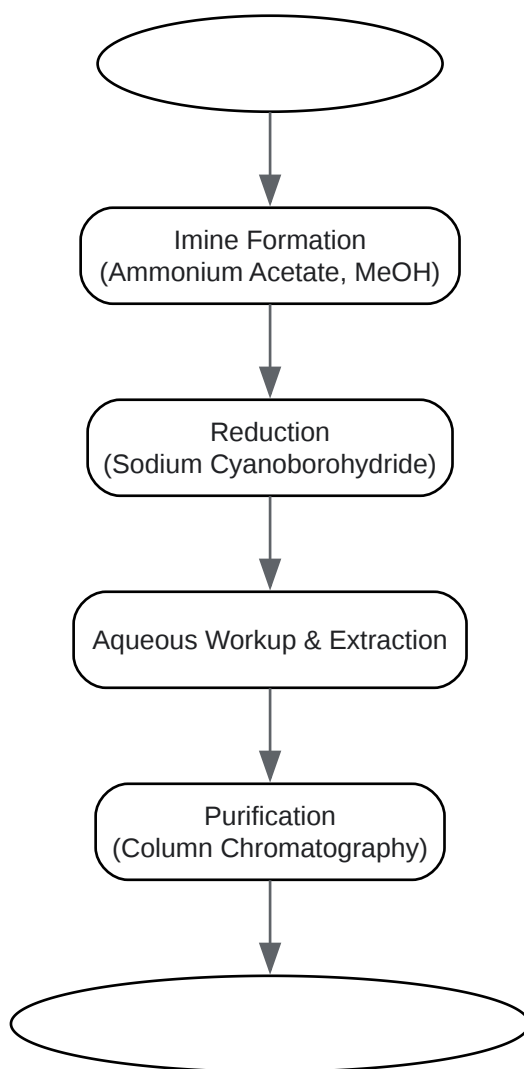 Imine Formation
(Ammonium Acetate, MeOH)
Reduction
(Sodium Cyanoborohydride)
Aqueous Workup & Extraction
Purification
(Column Chromatography)